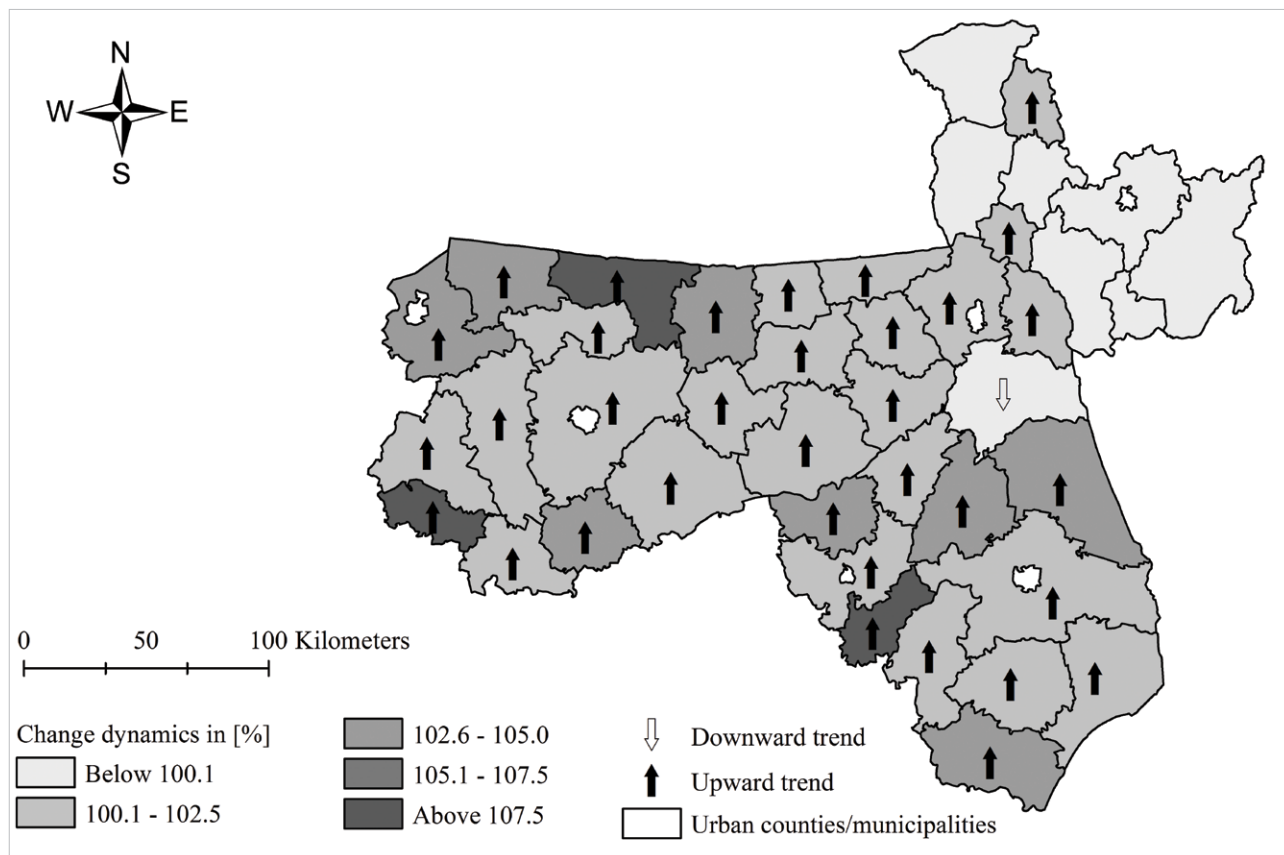 N
W E
S
0 50 100 Kilometers
Change dynamics in [%]
Below 100.1
100.1 - 102.5
102.6 - 105.0
105.1 - 107.5
Above 107.5
Downward trend
Upward trend
Urban counties/municipalities